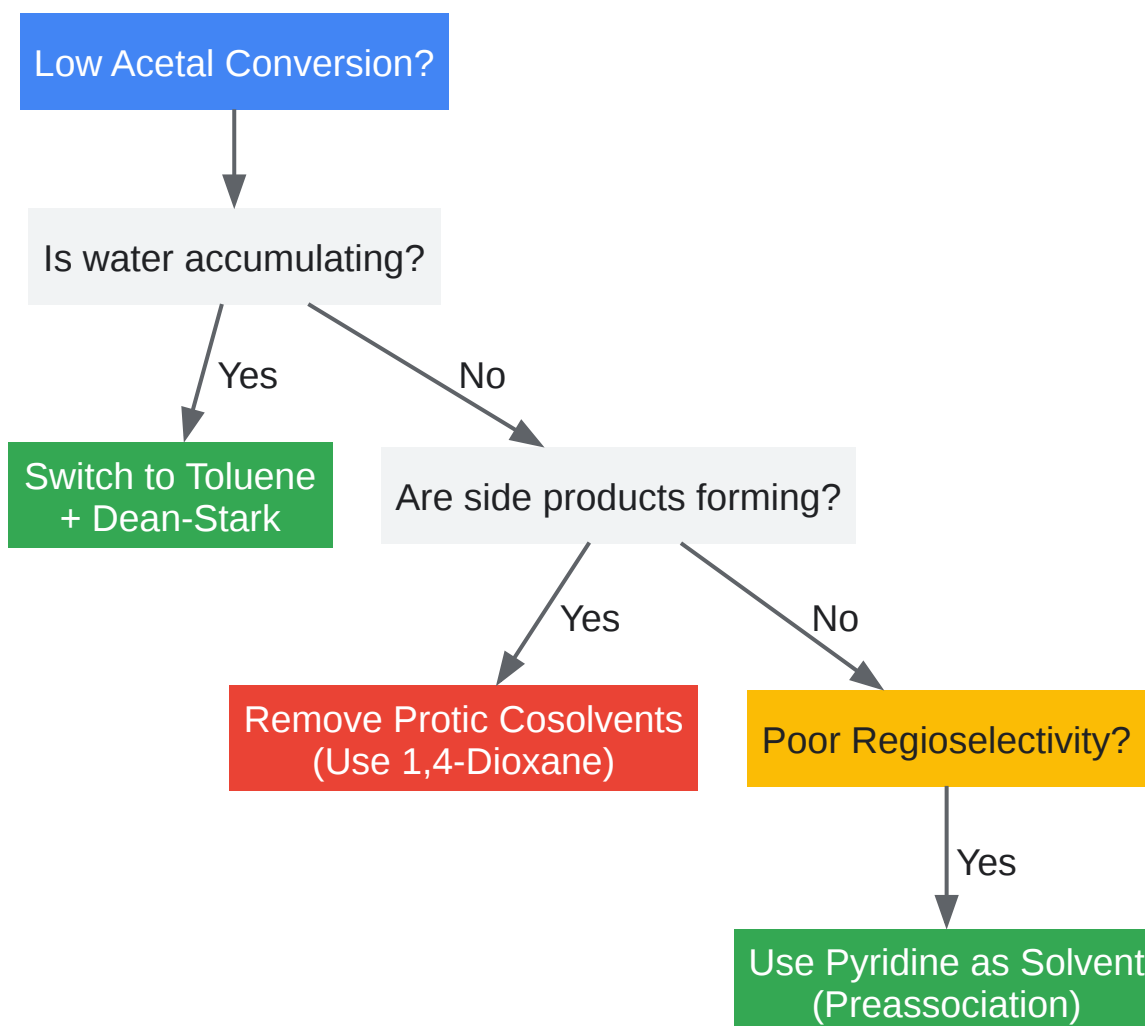 Low Acetal Conversion?
Is water accumulating?
Yes
No
Switch to Toluene
+ Dean-Stark
Are side products forming?
Yes
No
Remove Protic Cosolvents
(Use 1,4-Dioxane)
Poor Regioselectivity?
Yes
Use Pyridine as Solvent
(Preassociation)